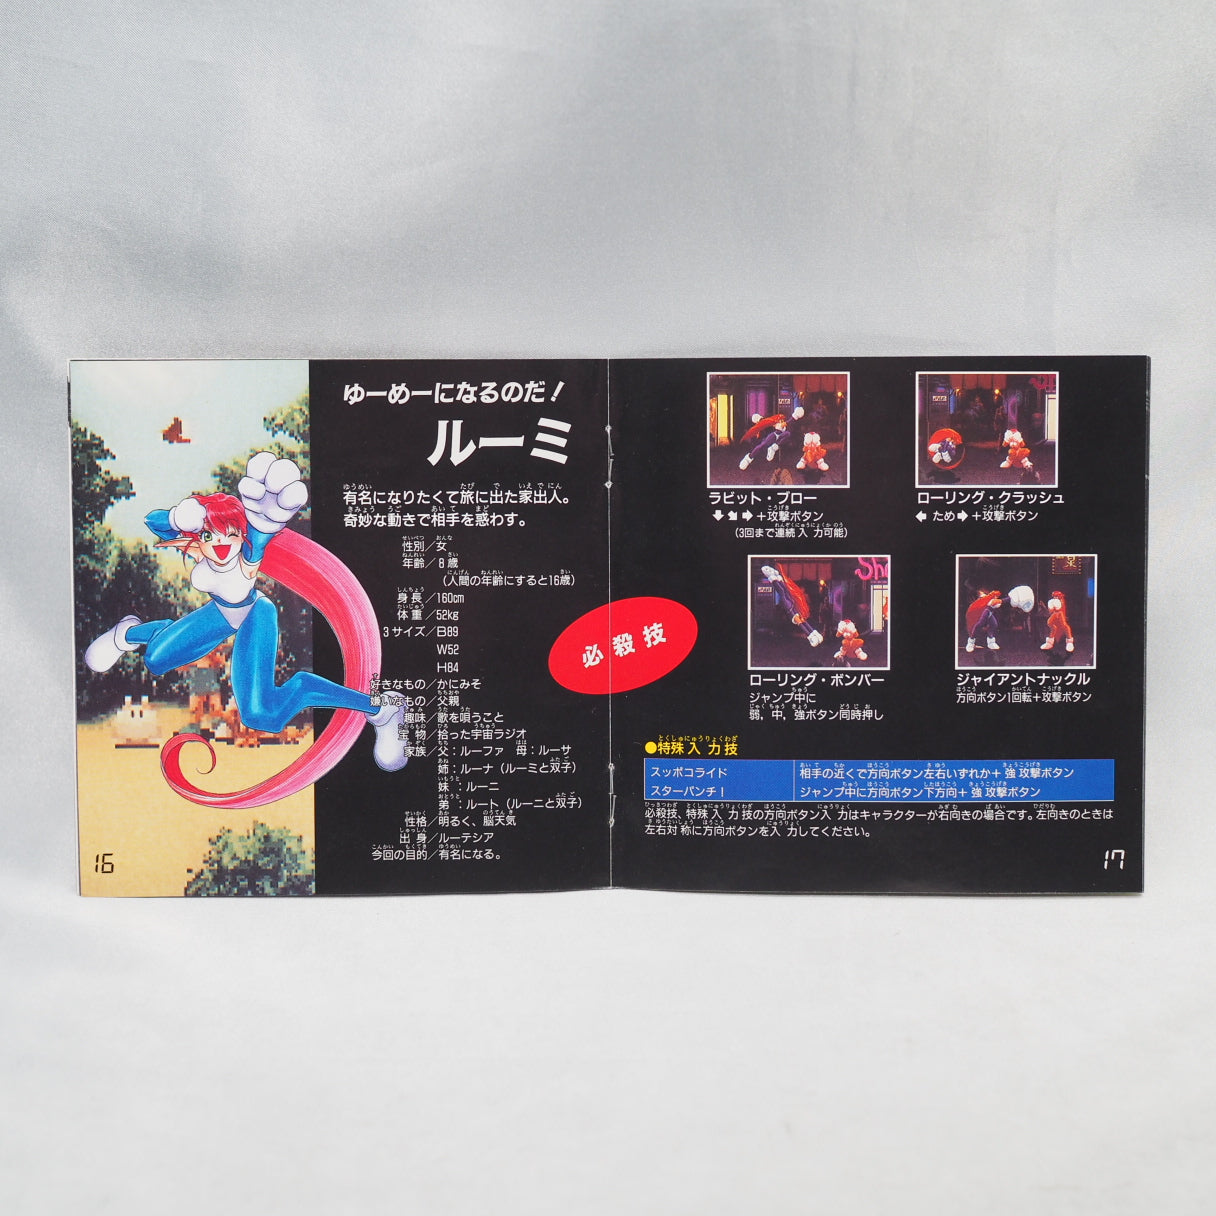 ゆーめーになるのだ！
ルーミ
有名になりたくて旅に出た家出人。
奇妙な動きで相手を惑わす。
性別／女
年齢／8歳
（人間の年齢にすると16歳）
身長／160cm
体重／52kg
3サイズ／B89
W52
H84
好きなもの／かにみそ
嫌いなもの／父親
趣味／歌を唄うこと
宝物／拾った宇宙ラジオ
家族／父：ルーファ 母：ルーサ
姉：ルーナ（ルーミと双子）
妹：ルーニ
弟：ルート（ルーニと双子）
性格／明るく、脳天気
出身／ルーテシア
今回の目的／有名になる。
16
必殺技
ラビット・ブロー
⬇⬊➡+攻撃ボタン
（3回まで連続入力可能）
ローリング・クラッシュ
⬅ため➡+攻撃ボタン
ローリング・ボンバー
ジャンプ中に
弱，中，強ボタン同時押し
ジャイアントナックル
方向ボタン1回転+攻撃ボタン
●特殊入力技
スッポコライド 相手の近くで方向ボタン左右いずれか+強攻撃ボタン
スターパンチ！ ジャンプ中に方向ボタン下方向+強攻撃ボタン
必殺技、特殊入力技の方向ボタン入力はキャラクターが右向きの場合です。左向きのときは
左右対称に方向ボタンを入力してください。
17